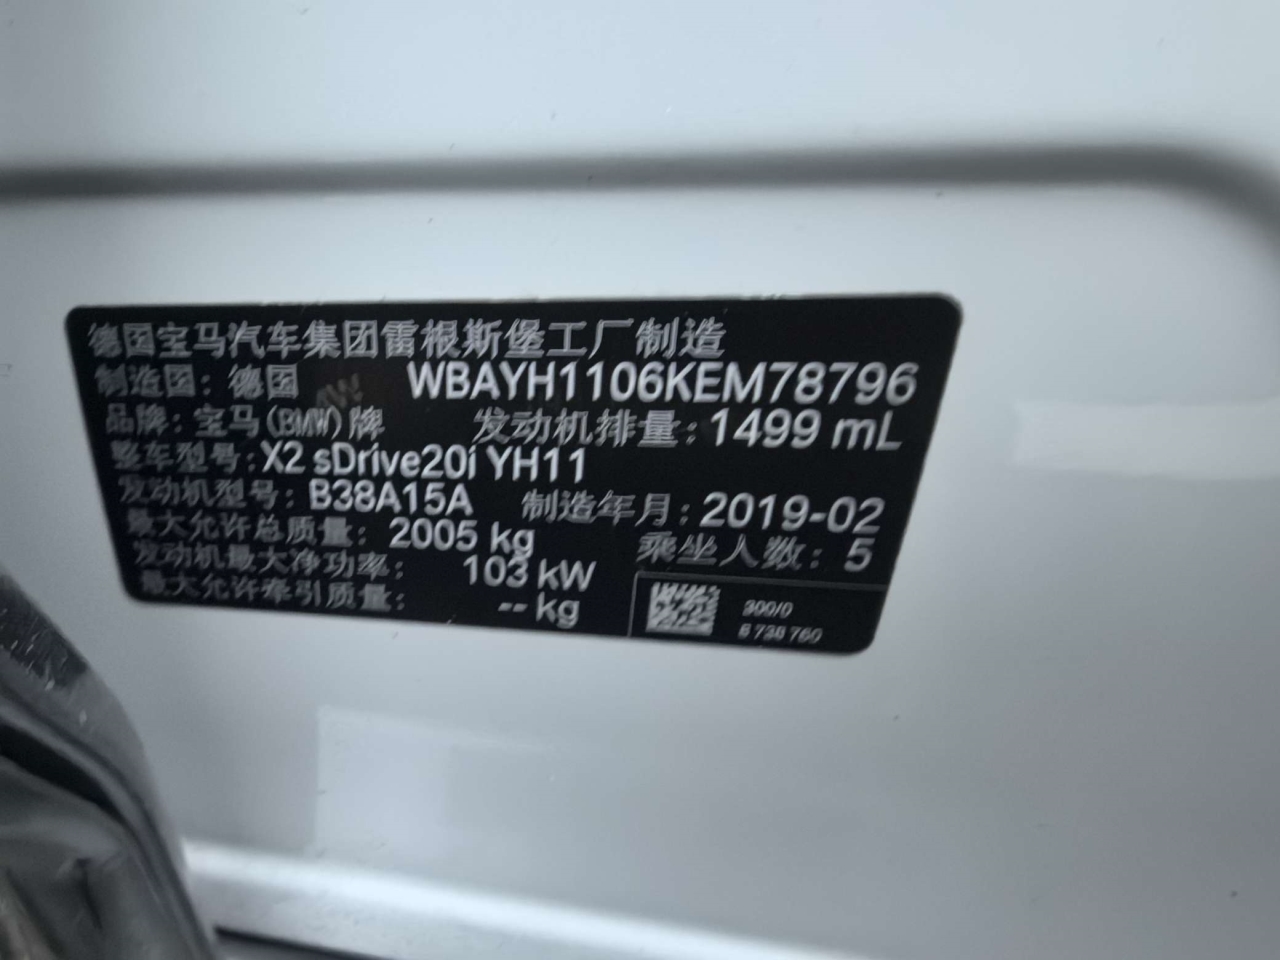 德国宝马汽车集团雷根斯堡工厂制造
制造国：德国 WBAYH1106KEM78796
品牌：宝马(BMW)牌 发动机排量：1499 mL
整车型号：X2 sDrive20i YH11
发动机型号：B38A15A 制造年月：2019-02
最大允许总质量：2005 kg 乘坐人数：5
发动机最大净功率：103 kW
最大允许牵引质量：-- kg
300/0